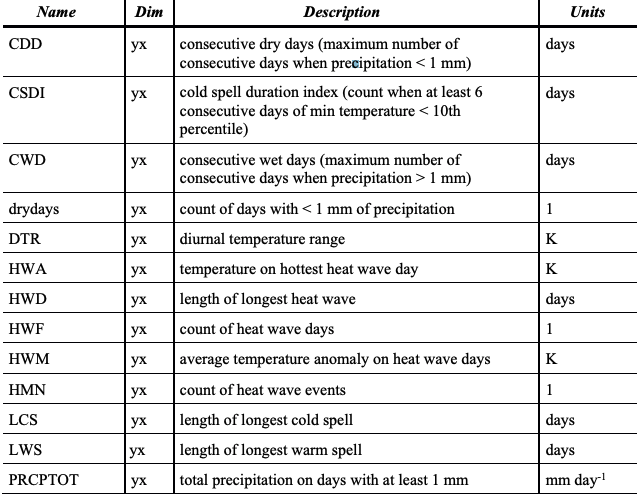 Name Dim Description Units
CDD yx consecutive dry days (maximum number of days
consecutive days when precipitation < 1 mm)
CSDI yx cold spell duration index (count when at least 6 days
consecutive days of min temperature < 10th
percentile)
CWD yx consecutive wet days (maximum number of days
consecutive days when precipitation > 1 mm)
drydays yx count of days with < 1 mm of precipitation 1
DTR yx diurnal temperature range K
HWA yx temperature on hottest heat wave day K
HWD yx length of longest heat wave days
HWF yx count of heat wave days 1
HWM yx average temperature anomaly on heat wave days K
HMN yx count of heat wave events 1
LCS yx length of longest cold spell days
LWS yx length of longest warm spell days
PRCPTOT yx total precipitation on days with at least 1 mm mm day⁻¹